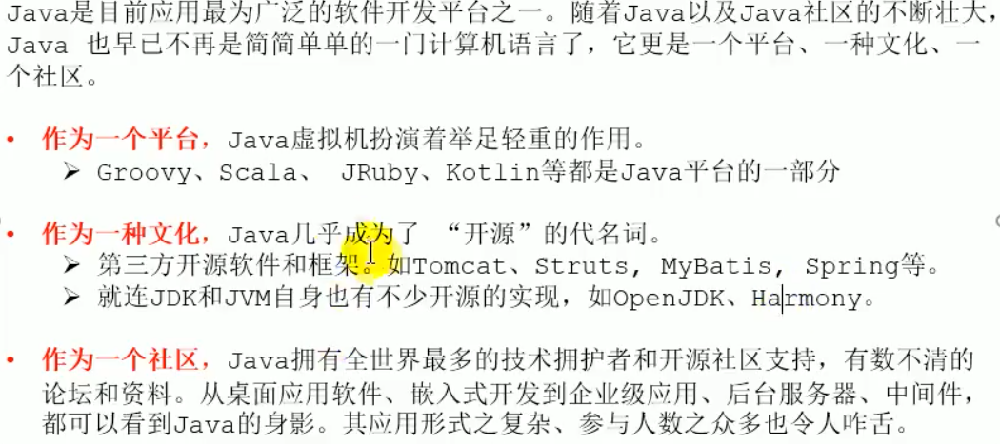 Java是目前应用最为广泛的软件开发平台之一。随着Java以及Java社区的不断壮大,
Java 也早已不再是简简单单的一门计算机语言了，它更是一个平台、一种文化、一
个社区。
• 作为一个平台，Java虚拟机扮演着举足轻重的作用。
➢ Groovy、Scala、 JRuby、Kotlin等都是Java平台的一部分
• 作为一种文化，Java几乎成为了 “开源”的代名词。
➢ 第三方开源软件和框架。如Tomcat、Struts, MyBatis, Spring等。
➢ 就连JDK和JVM自身也有不少开源的实现，如OpenJDK、Harmony。
• 作为一个社区，Java拥有全世界最多的技术拥护者和开源社区支持，有数不清的
论坛和资料。从桌面应用软件、嵌入式开发到企业级应用、后台服务器、中间件，
都可以看到Java的身影。其应用形式之复杂、参与人数之众多也令人咋舌。